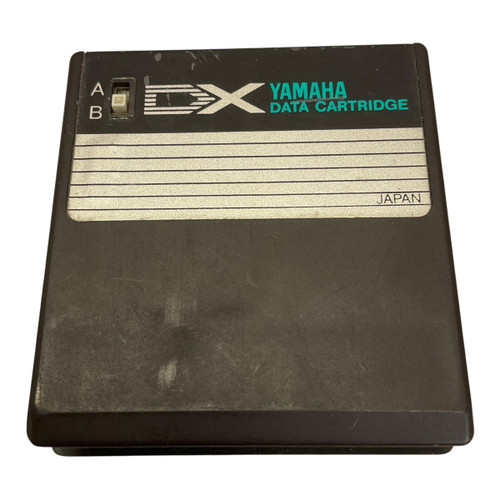 A
B
DX
YAMAHA
DATA CARTRIDGE
JAPAN